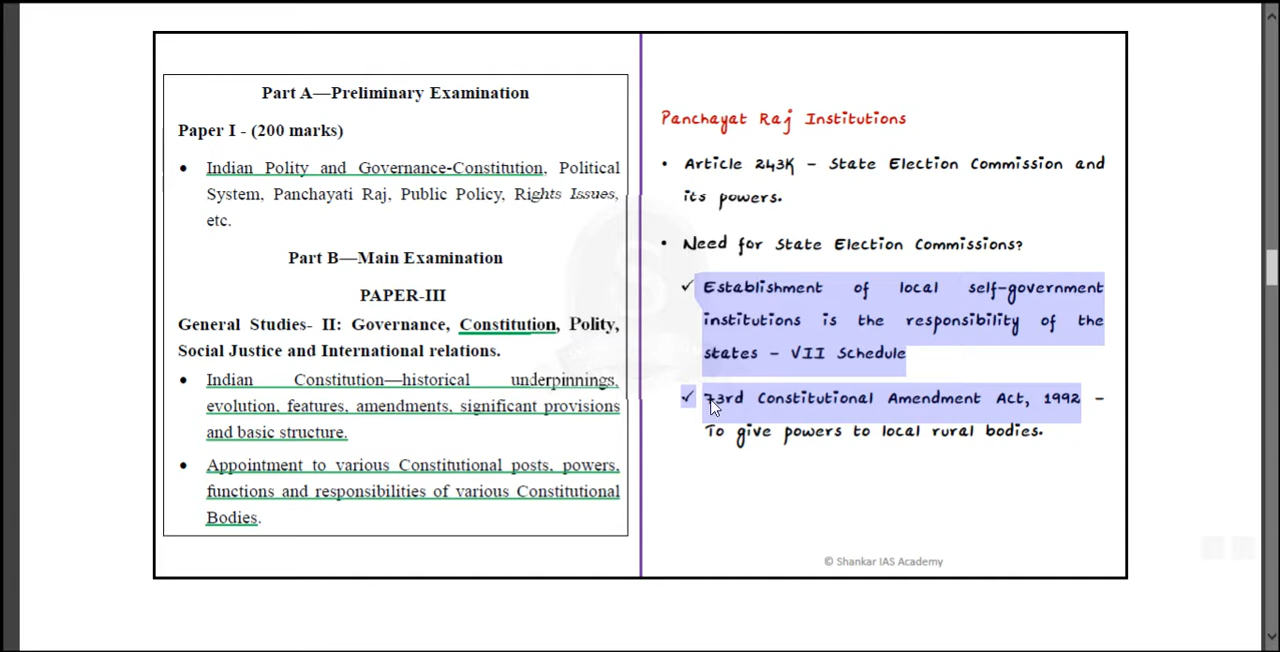 Part A—Preliminary Examination
Paper I - (200 marks)
• Indian Polity and Governance-Constitution, Political
System, Panchayati Raj, Public Policy, Rights Issues,
etc.
Part B—Main Examination
PAPER-III
General Studies- II: Governance, Constitution, Polity,
Social Justice and International relations.
• Indian Constitution—historical underpinnings,
evolution, features, amendments, significant provisions
and basic structure.
• Appointment to various Constitutional posts, powers,
functions and responsibilities of various Constitutional
Bodies.
Panchayat Raj Institutions
• Article 243K - State Election Commission and
its powers.
• Need for State Election Commissions?
✓ Establishment of local self-government
institutions is the responsibility of the
states - VII Schedule
✓ 73rd Constitutional Amendment Act, 1992 -
To give powers to local rural bodies.
© Shankar IAS Academy